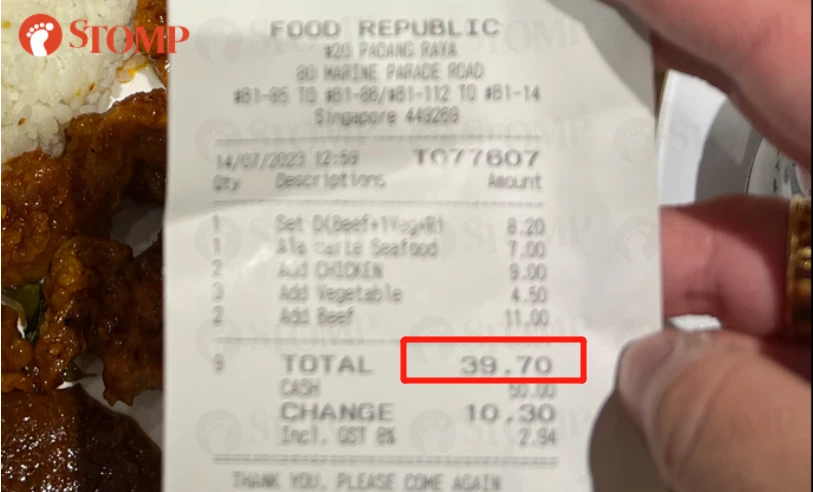 STOMP
FOOD REPUBLIC
#20 PADANG RAYA
80 MARINE PARADE ROAD
#B1-85 TO #B1-86/#B1-112 TO #B1-14
Singapore 449269
14/07/2023 12:59 T077607
Qty Descriptions Amount
1 Set D(Beef+1Veg+Ri 8.20
1 Ala Carte Seafood 7.00
2 Add CHICKEN 9.00
3 Add Vegetable 4.50
2 Add Beef 11.00
9 TOTAL 39.70
CASH 50.00
CHANGE 10.30
Incl. GST 8% 2.94
THANK YOU, PLEASE COME AGAIN